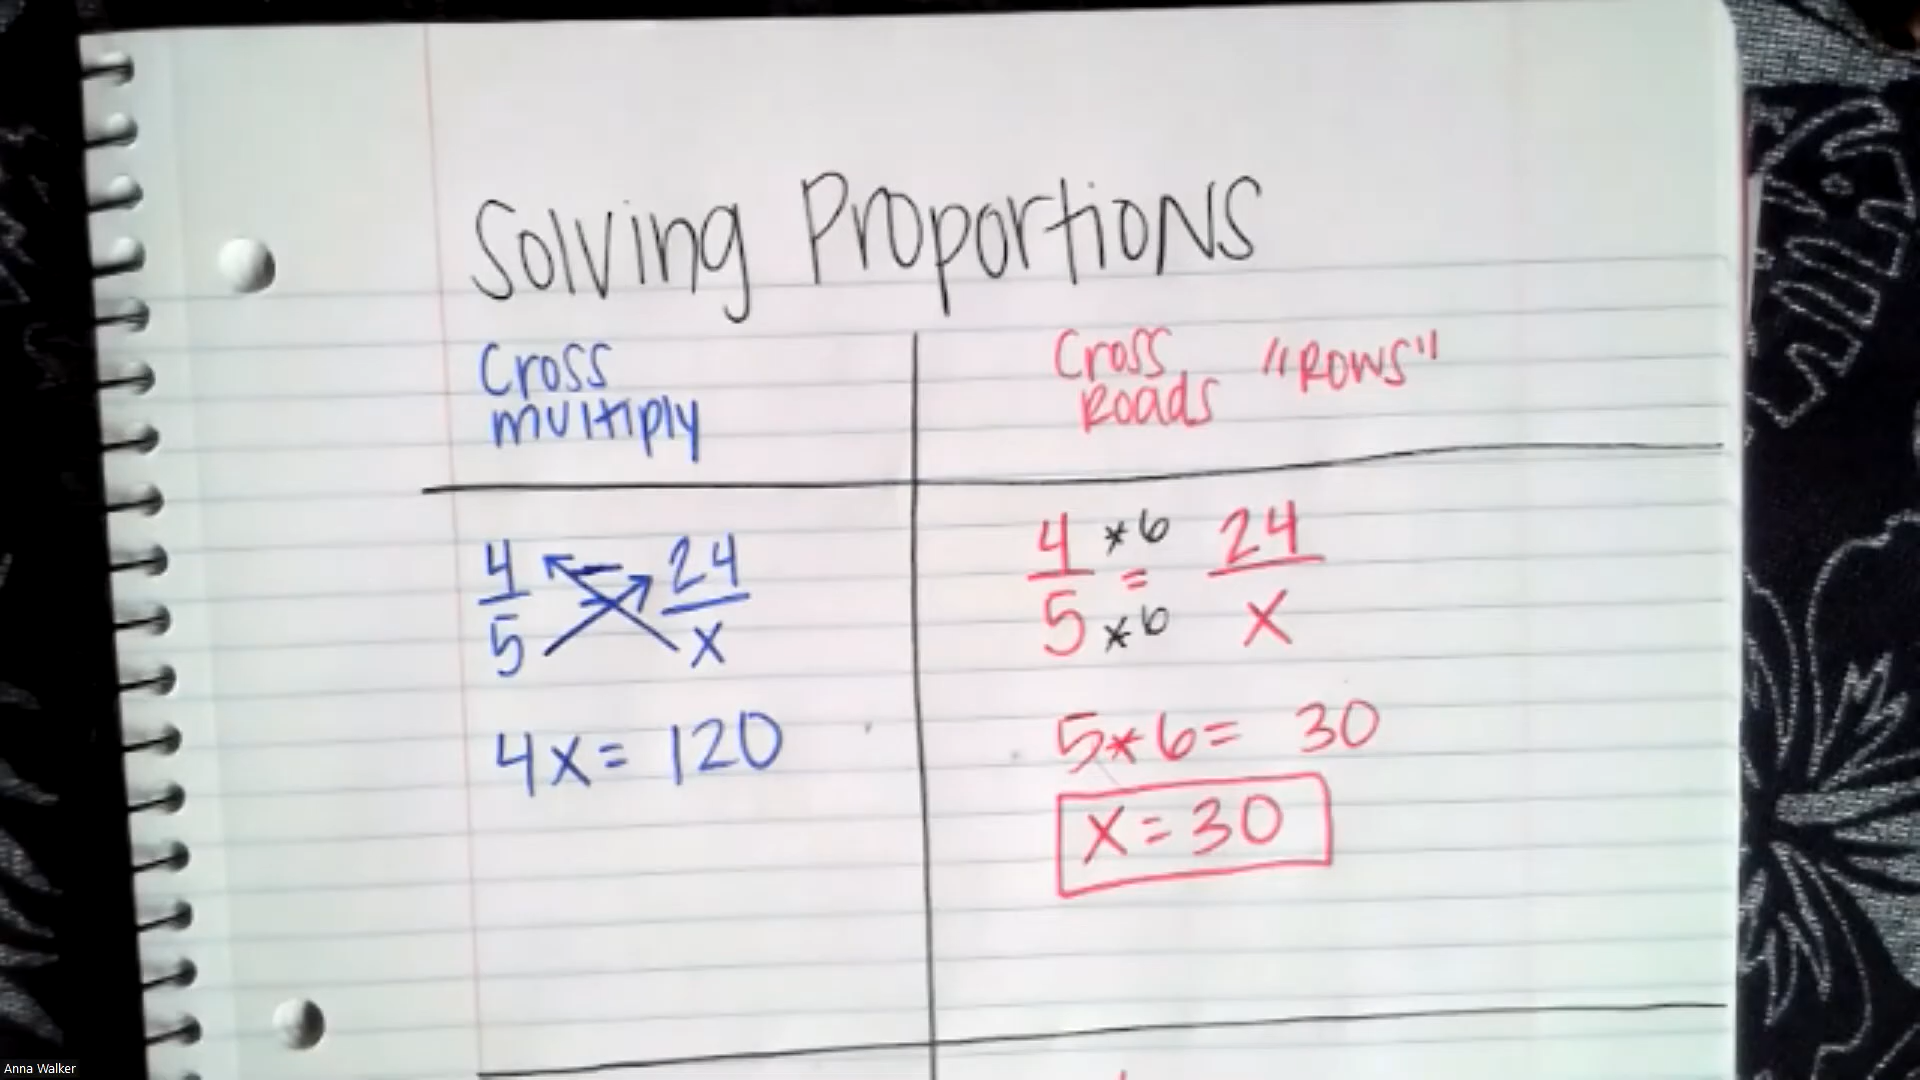 Solving Proportions
Cross
multiply
4 = 24
5 x
4x = 120
Cross "Rows"
Roads
4 *6 = 24
5 *6 x
5*6= 30
x = 30
Anna Walker